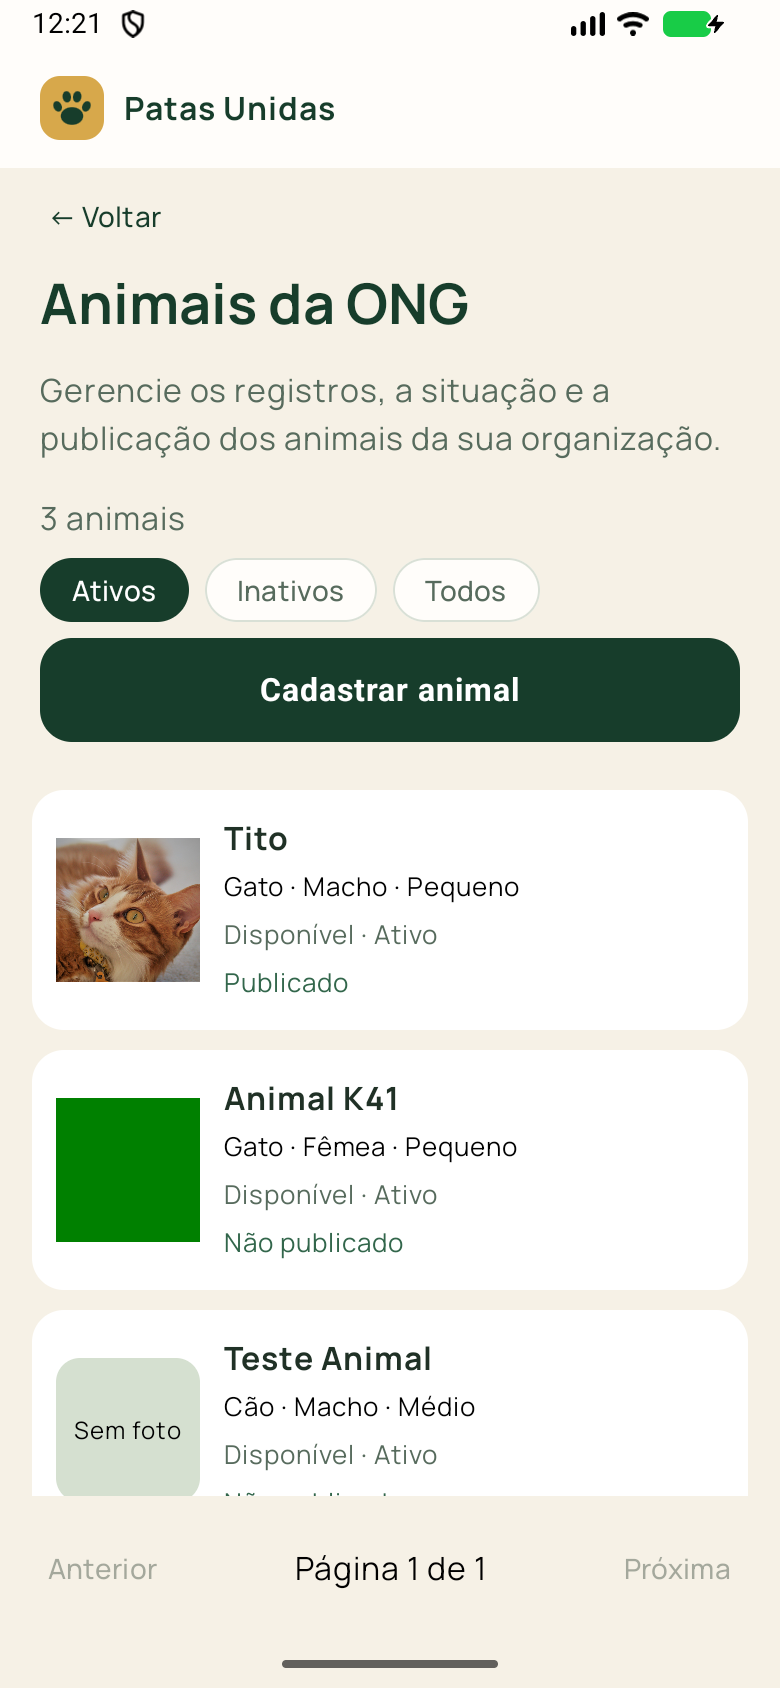 12:21
Patas Unidas
← Voltar
Animais da ONG
Gerencie os registros, a situação e a
publicação dos animais da sua organização.
3 animais
Ativos Inativos Todos
Cadastrar animal
Tito
Gato · Macho · Pequeno
Disponível · Ativo
Publicado
Animal K41
Gato · Fêmea · Pequeno
Disponível · Ativo
Não publicado
Teste Animal
Cão · Macho · Médio
Sem foto
Disponível · Ativo
Anterior Página 1 de 1 Próxima